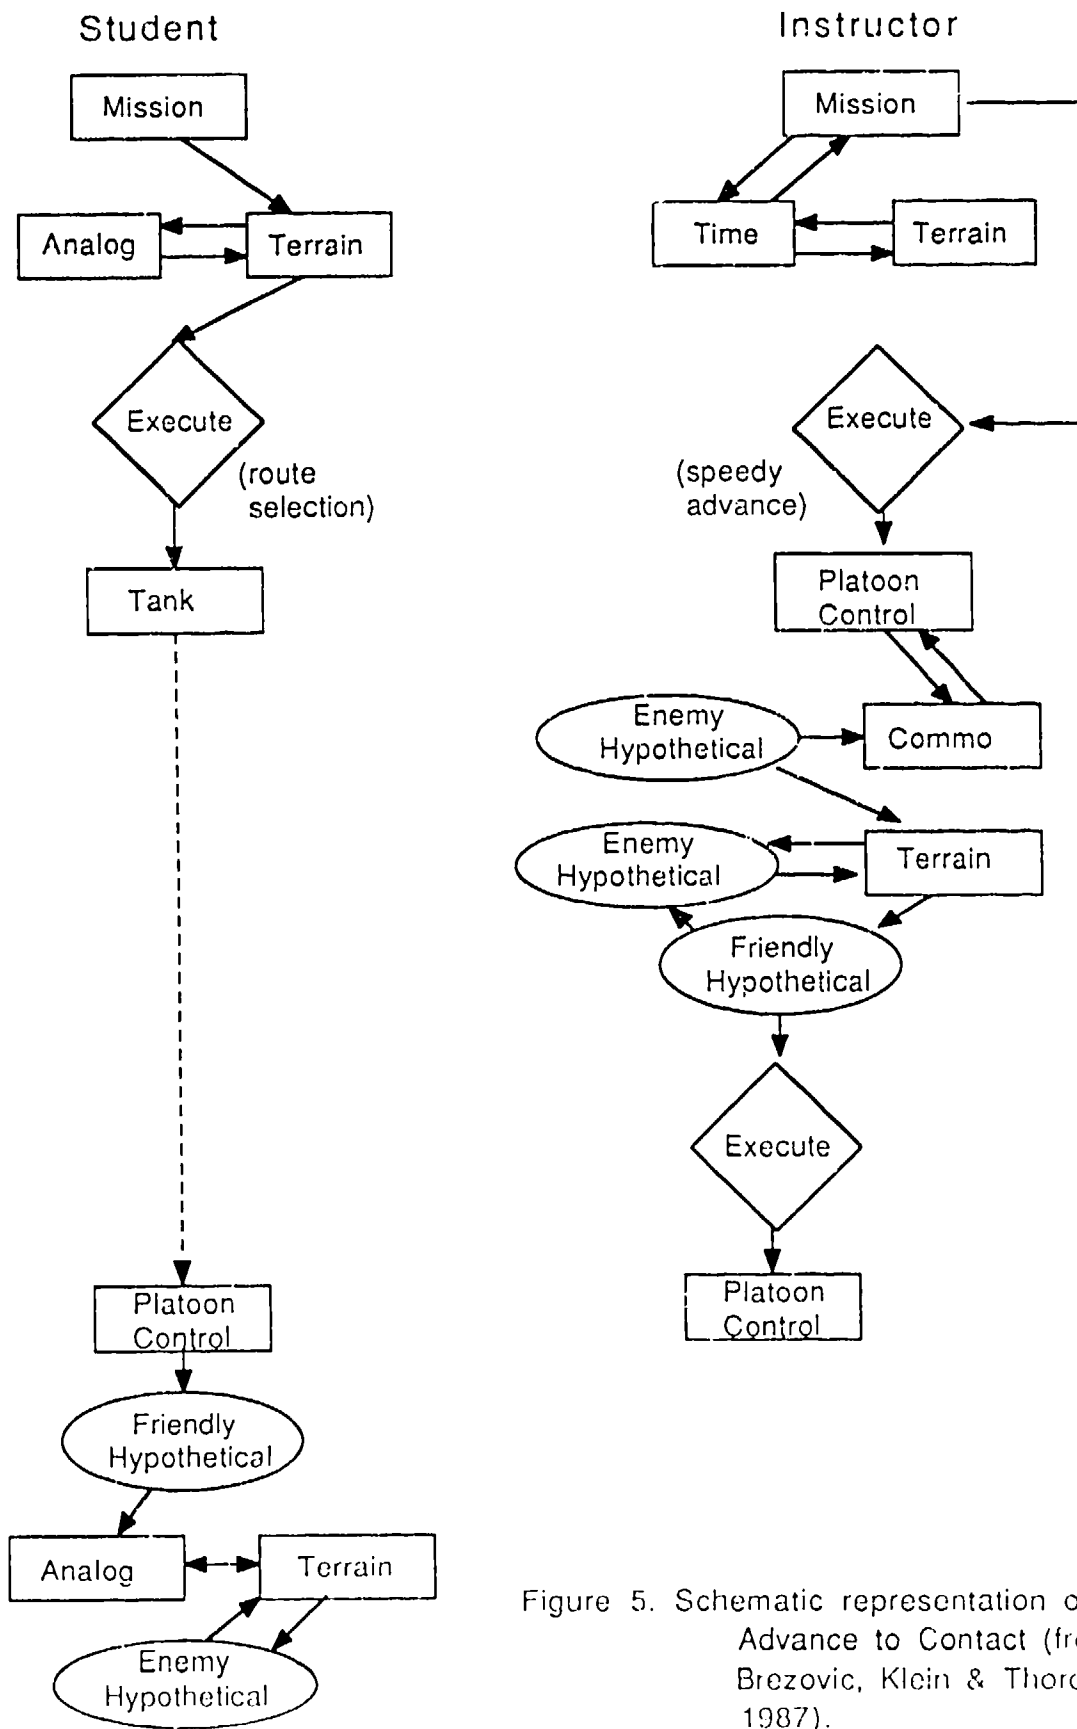 Student
Mission
Analog
Terrain
Execute
(route
selection)
Tank
Platoon
Control
Friendly
Hypothetical
Analog
Terrain
Enemy
Hypothetical
Instructor
Mission
Time
Terrain
Execute
(speedy
advance)
Platoon
Control
Enemy
Hypothetical
Commo
Enemy
Hypothetical
Terrain
Friendly
Hypothetical
Execute
Platoon
Control
Figure 5. Schematic representation
Advance to Contact
Brezovic, Klein &
1987).